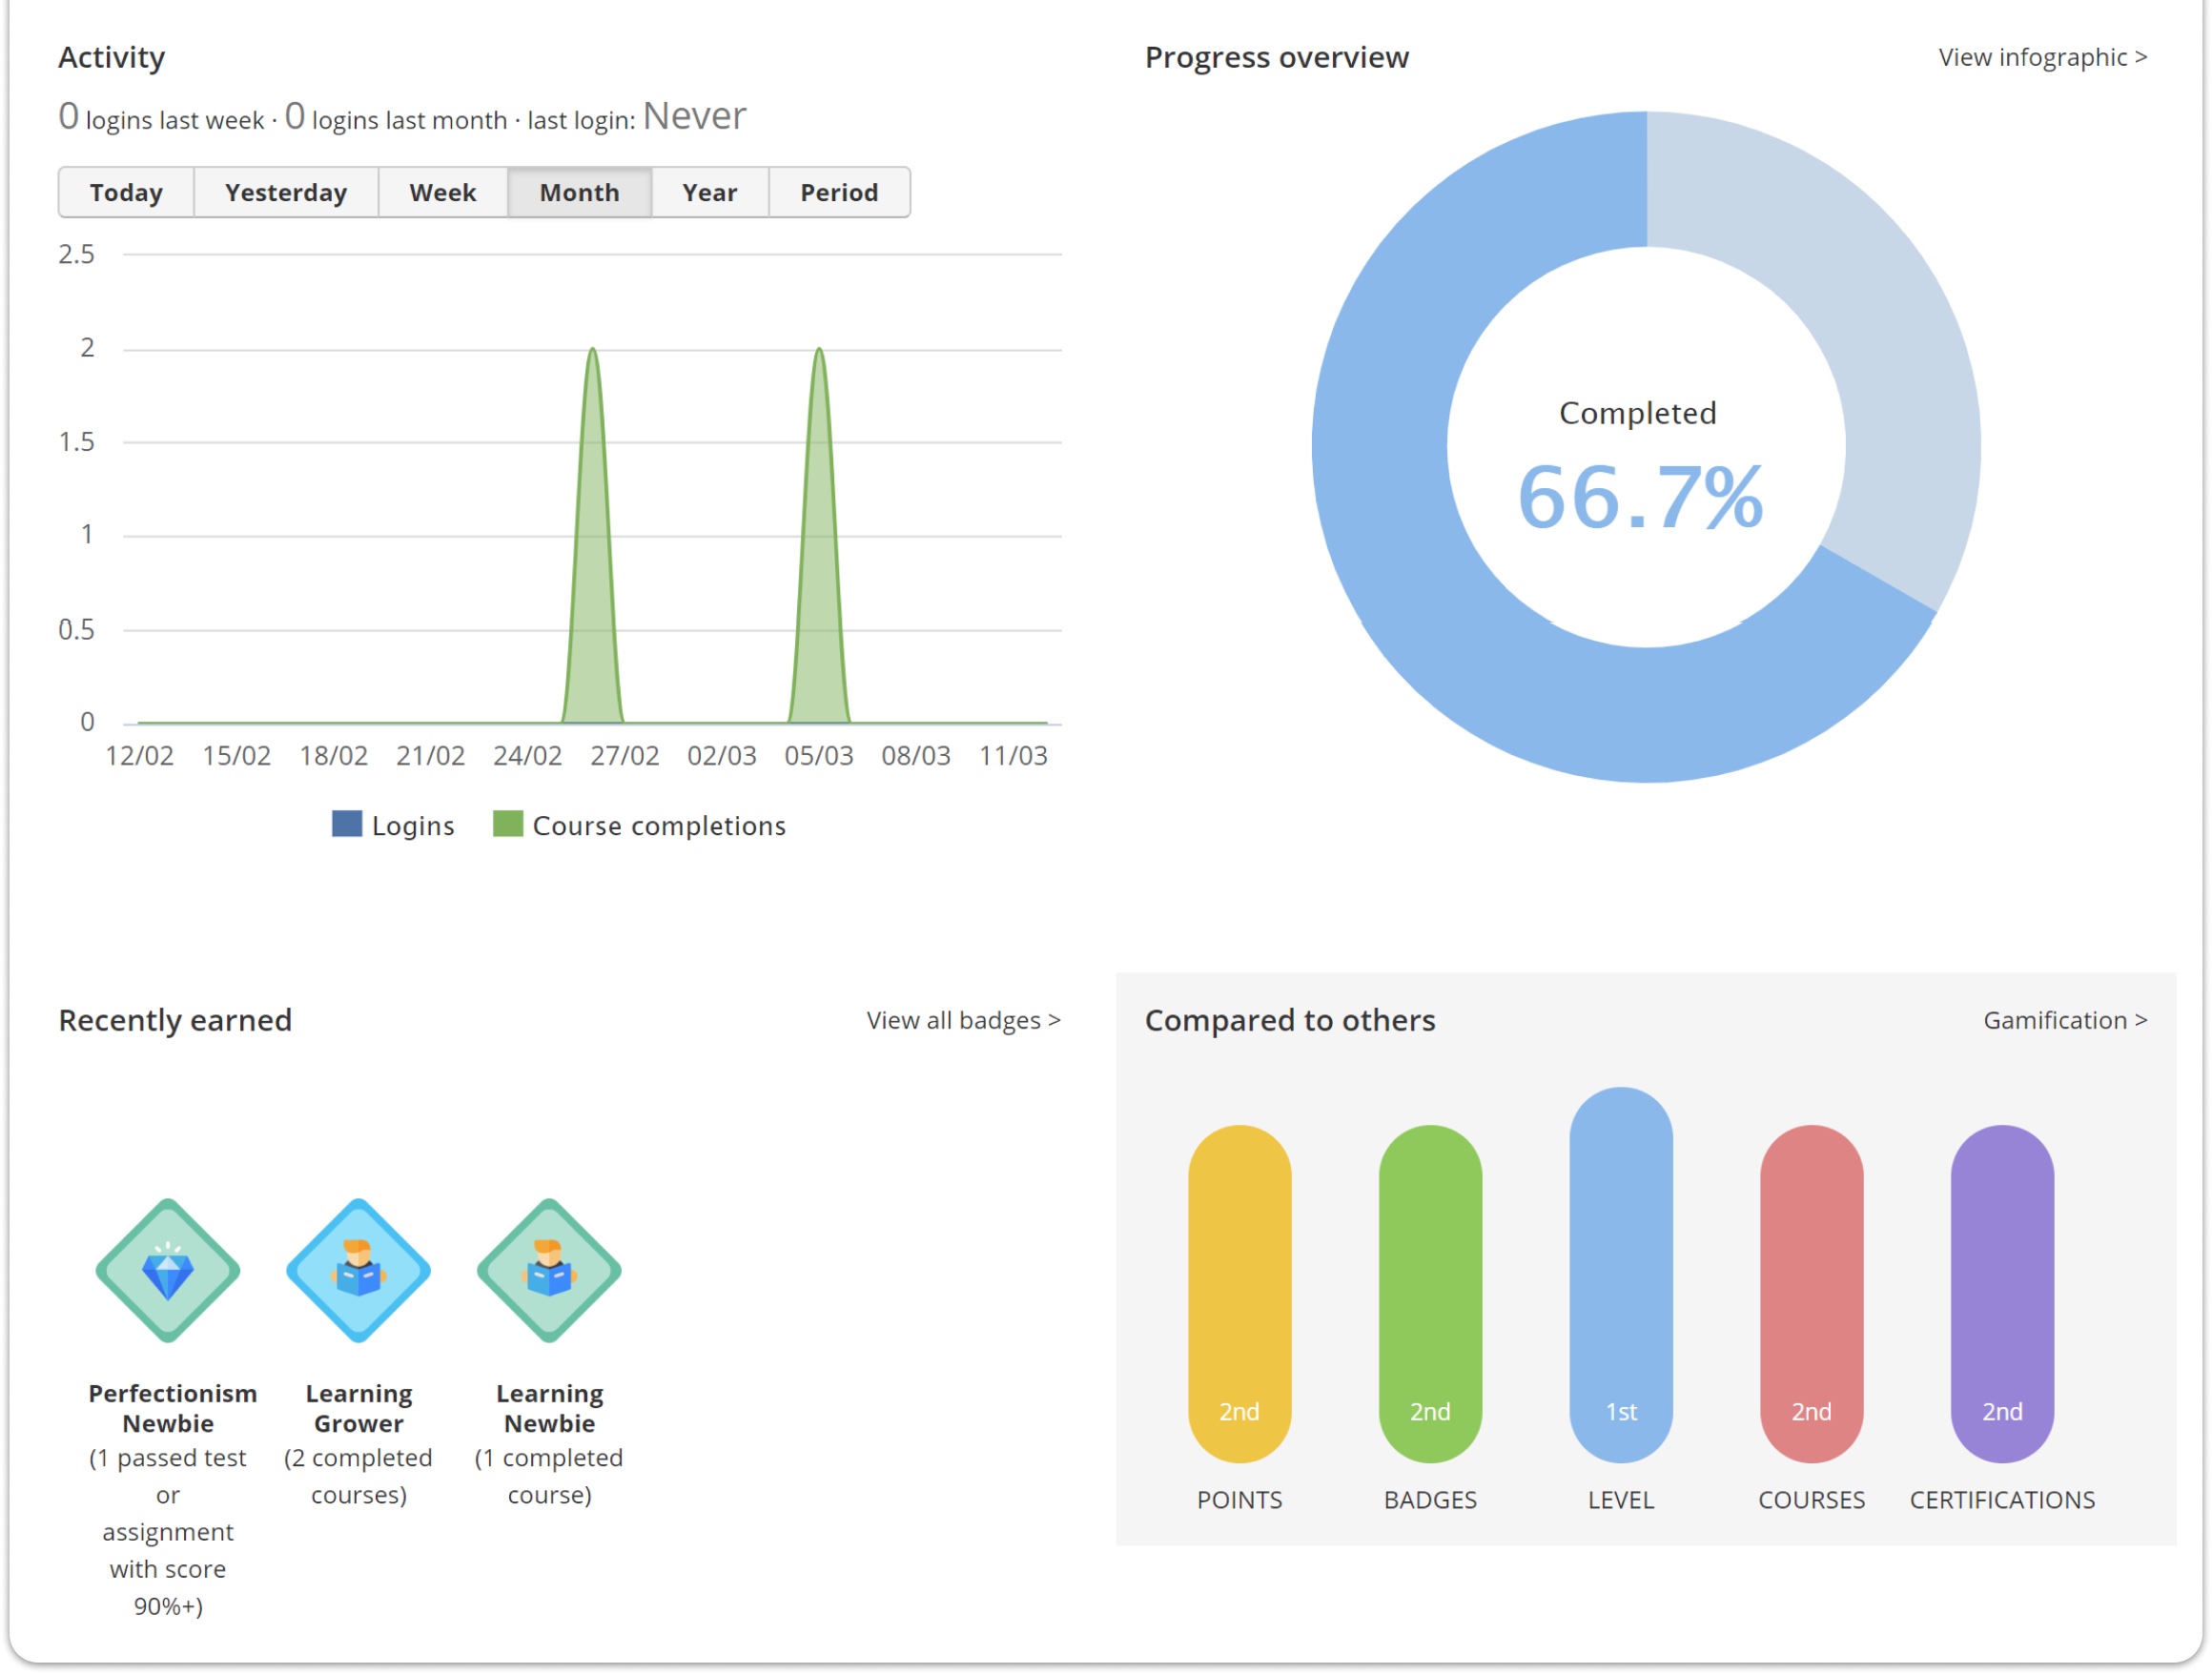 Activity
0 logins last week · 0 logins last month · last login: Never
Today Yesterday Week Month Year Period
2.5
2
1.5
1
0.5
0
12/02 15/02 18/02 21/02 24/02 27/02 02/03 05/03 08/03 11/03
Logins Course completions
Progress overview View infographic >
Completed
66.7%
Recently earned View all badges >
Perfectionism
Newbie
(1 passed test
or
assignment
with score
90%+)
Learning
Grower
(2 completed
courses)
Learning
Newbie
(1 completed
course)
Compared to others Gamification >
2nd 2nd 1st 2nd 2nd
POINTS BADGES LEVEL COURSES CERTIFICATIONS